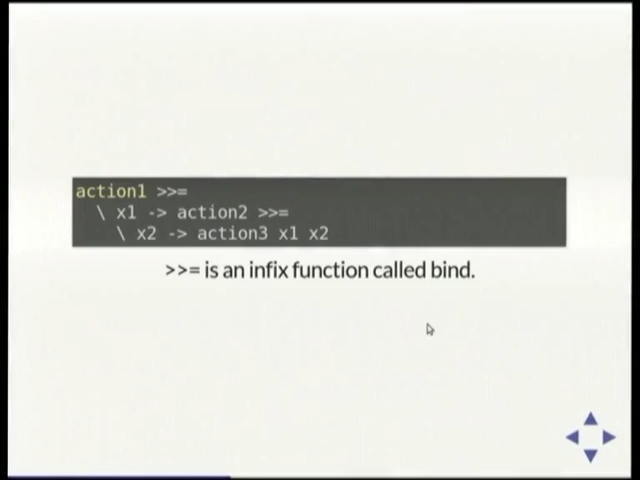 action1 >>=
\ x1 -> action2 >>=
\ x2 -> action3 x1 x2
>>= is an infix function called bind.